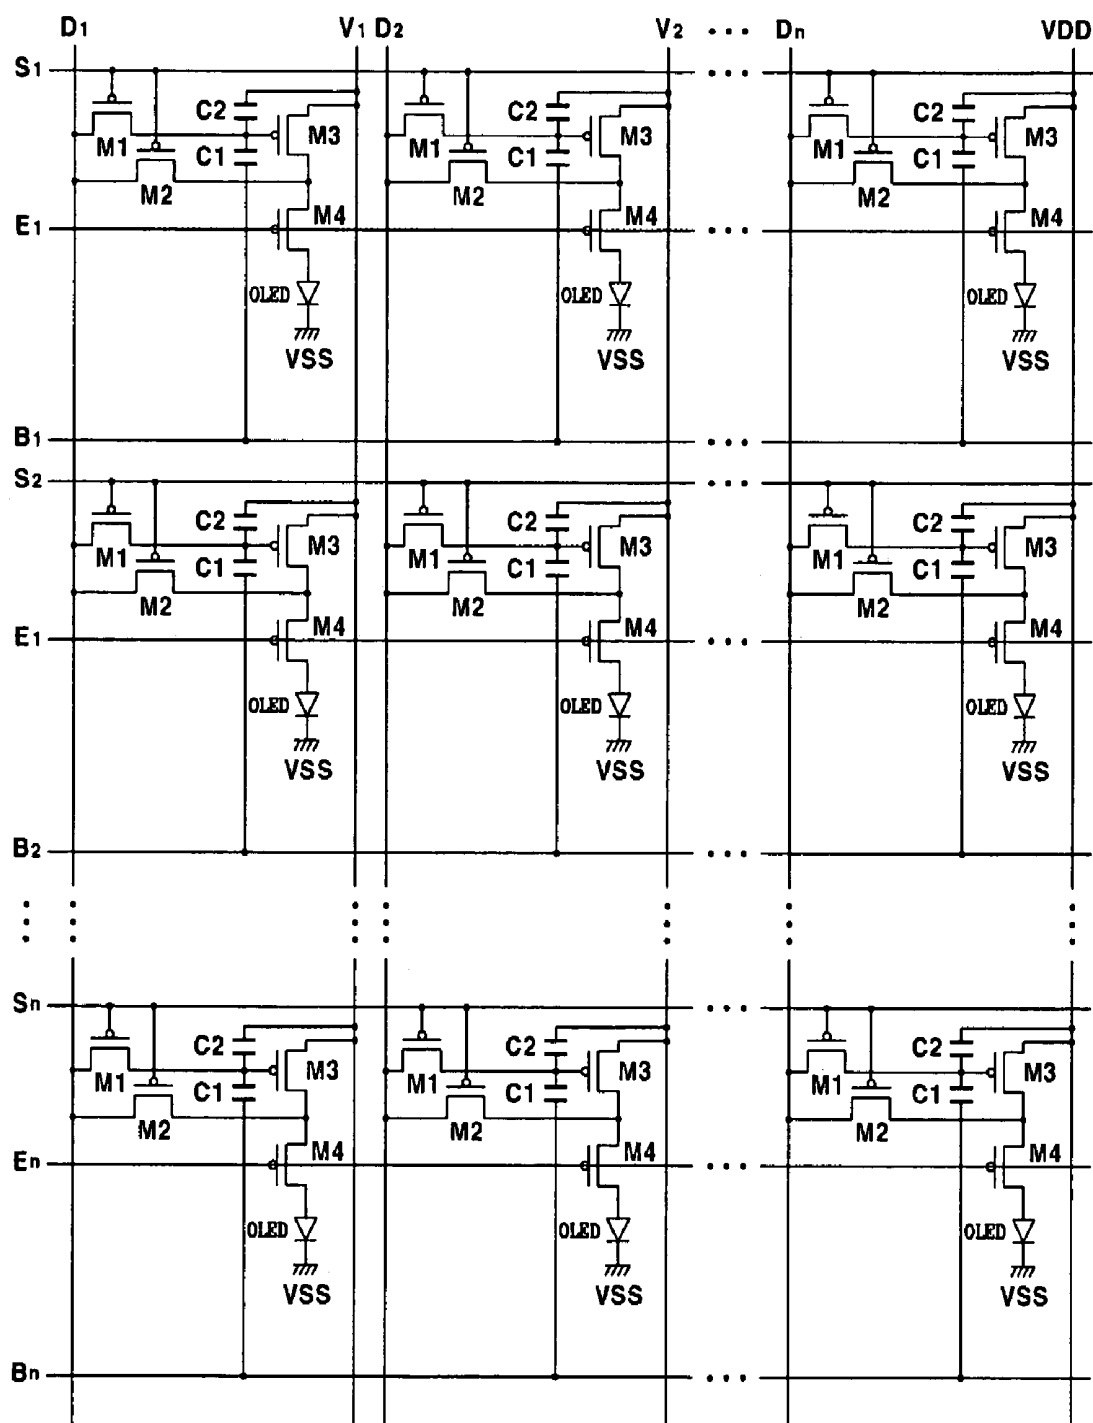 D1 V1 D2 V2 ... Dn VDD
S1
C2 C2 C2
M1 M3 M1 M3 M1 M3
C1 C1 C1
M2 M2 M2
E1 M4 M4 ... M4
OLED OLED OLED
VSS VSS VSS
B1 ...
S2 ...
C2 C2 C2
M1 M3 M1 M3 M1 M3
C1 C1 C1
M2 M2 M2
E1 M4 M4 ... M4
OLED OLED OLED
VSS VSS VSS
B2 ...
Sn ...
C2 C2 C2
M1 M3 M1 M3 M1 M3
C1 C1 C1
M2 M2 M2
En M4 M4 ... M4
OLED OLED OLED
VSS VSS VSS
Bn ...